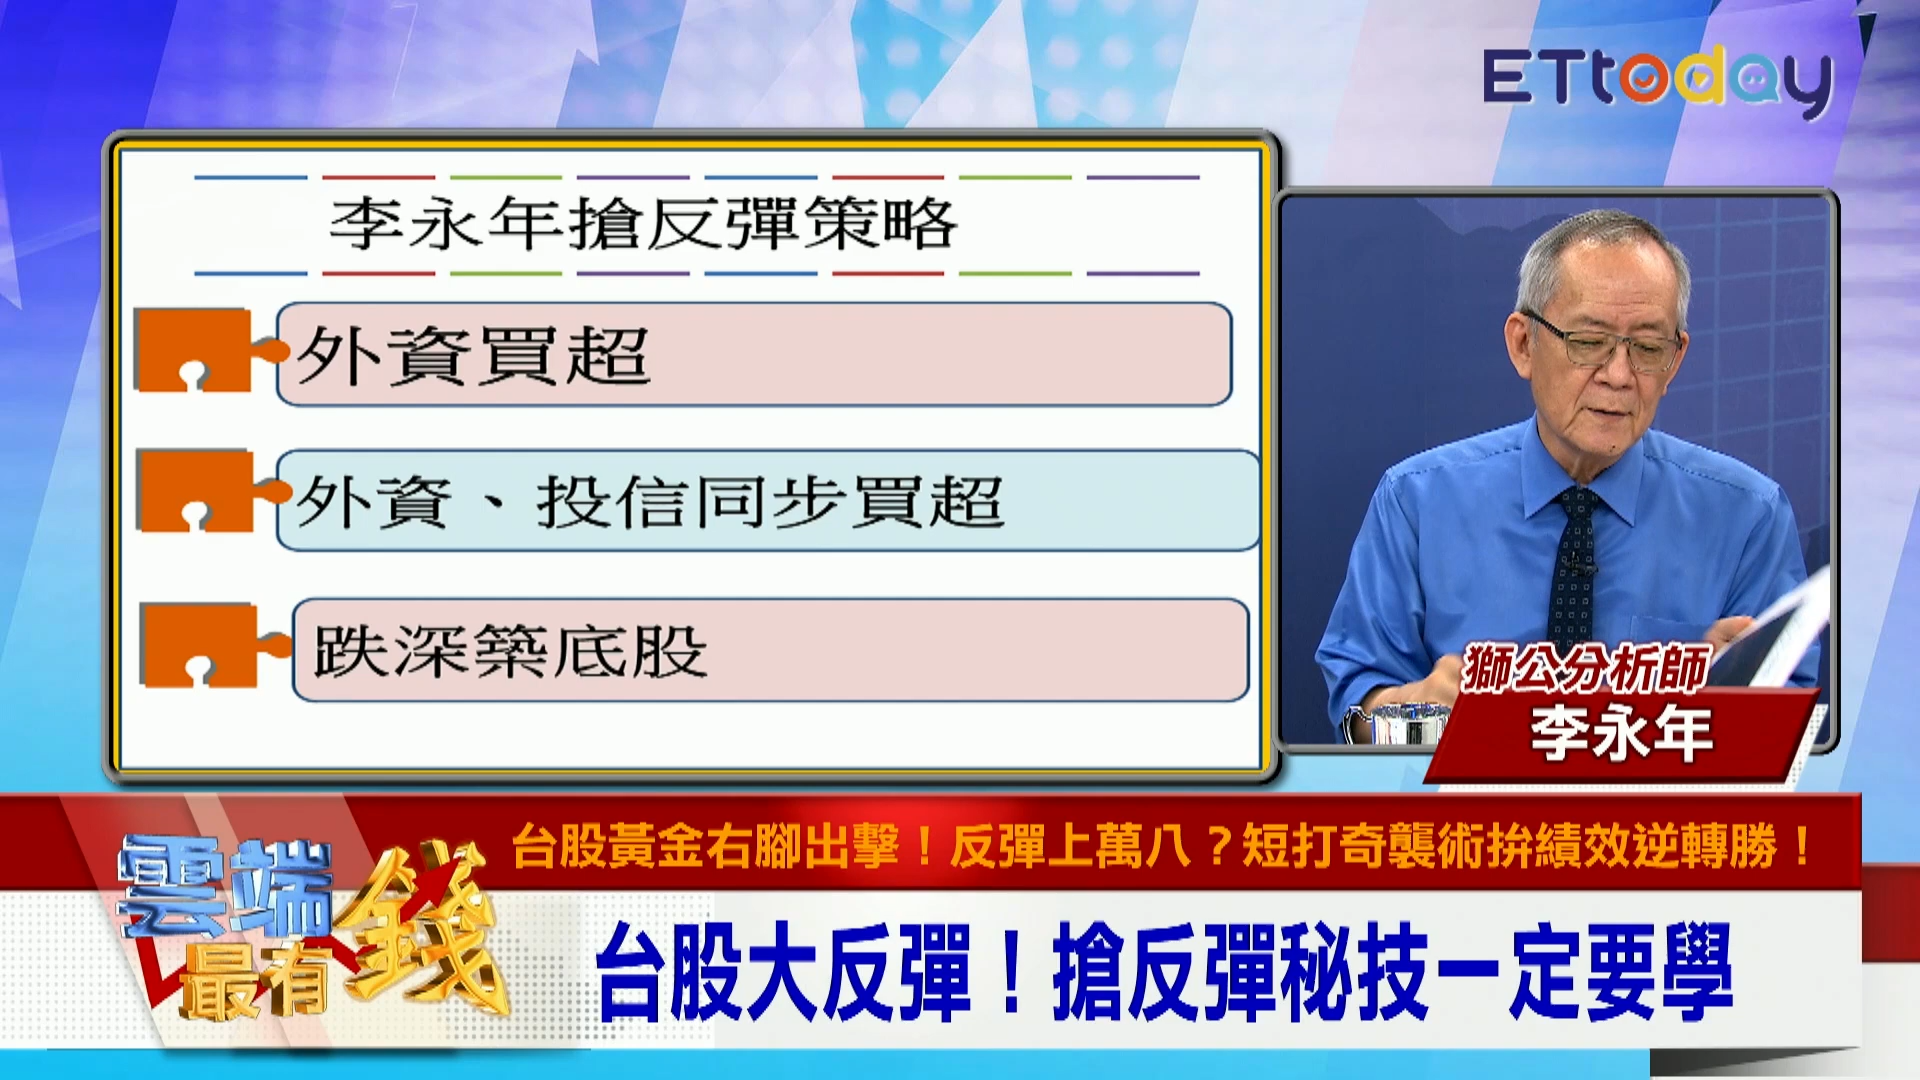 ETtoday
李永年搶反彈策略
外資買超
外資、投信同步買超
跌深築底股
獅公分析師
李永年
台股黃金右腳出擊！反彈上萬八？短打奇襲術拚績效逆轉勝！
雲端
最有錢
台股大反彈！搶反彈秘技一定要學